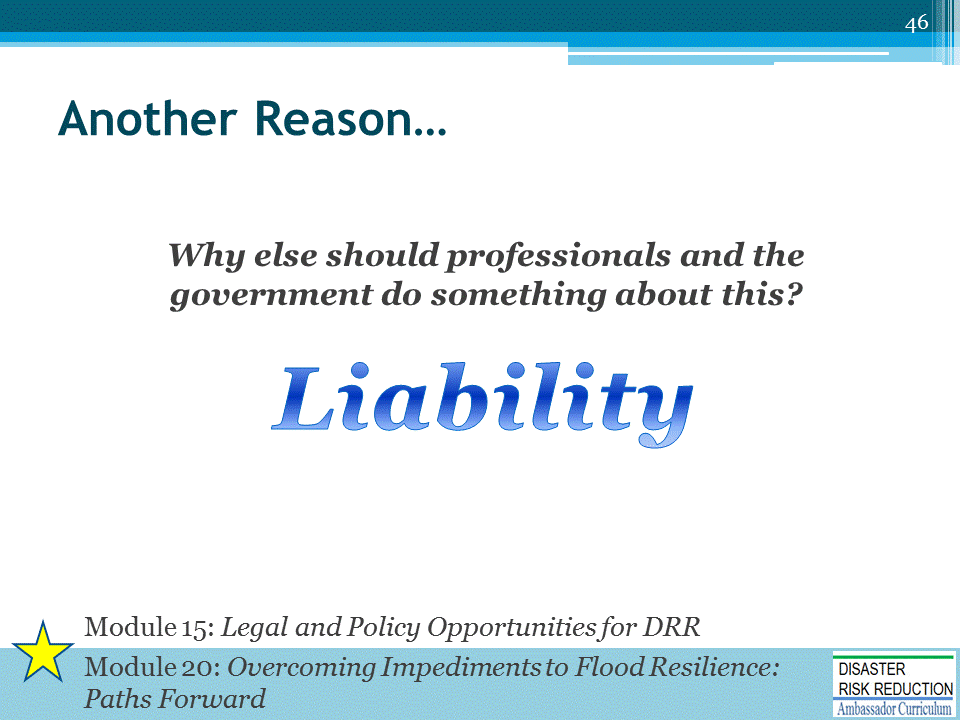 46
Another Reason…
Why else should professionals and the
government do something about this?
Liability
Module 15: Legal and Policy Opportunities for DRR
Module 20: Overcoming Impediments to Flood Resilience:
Paths Forward
DISASTER
RISK REDUCTION
Ambassador Curriculum